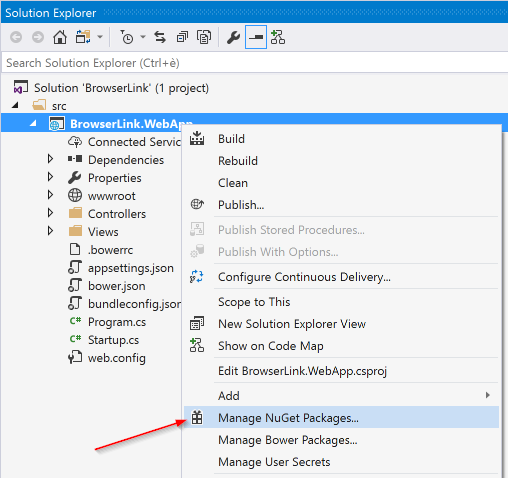 Solution Explorer
Search Solution Explorer (Ctrl+è)
Solution 'BrowserLink' (1 project)
src
BrowserLink.WebApp
Connected Servic
Dependencies
Properties
wwwroot
Controllers
Views
.bowerrc
appsettings.json
bower.json
bundleconfig.json
C# Program.cs
C# Startup.cs
web.config
Build
Rebuild
Clean
Publish...
Publish Stored Procedures...
Publish With Options...
Configure Continuous Delivery...
Scope to This
New Solution Explorer View
Show on Code Map
Edit BrowserLink.WebApp.csproj
Add
Manage NuGet Packages...
Manage Bower Packages...
Manage User Secrets